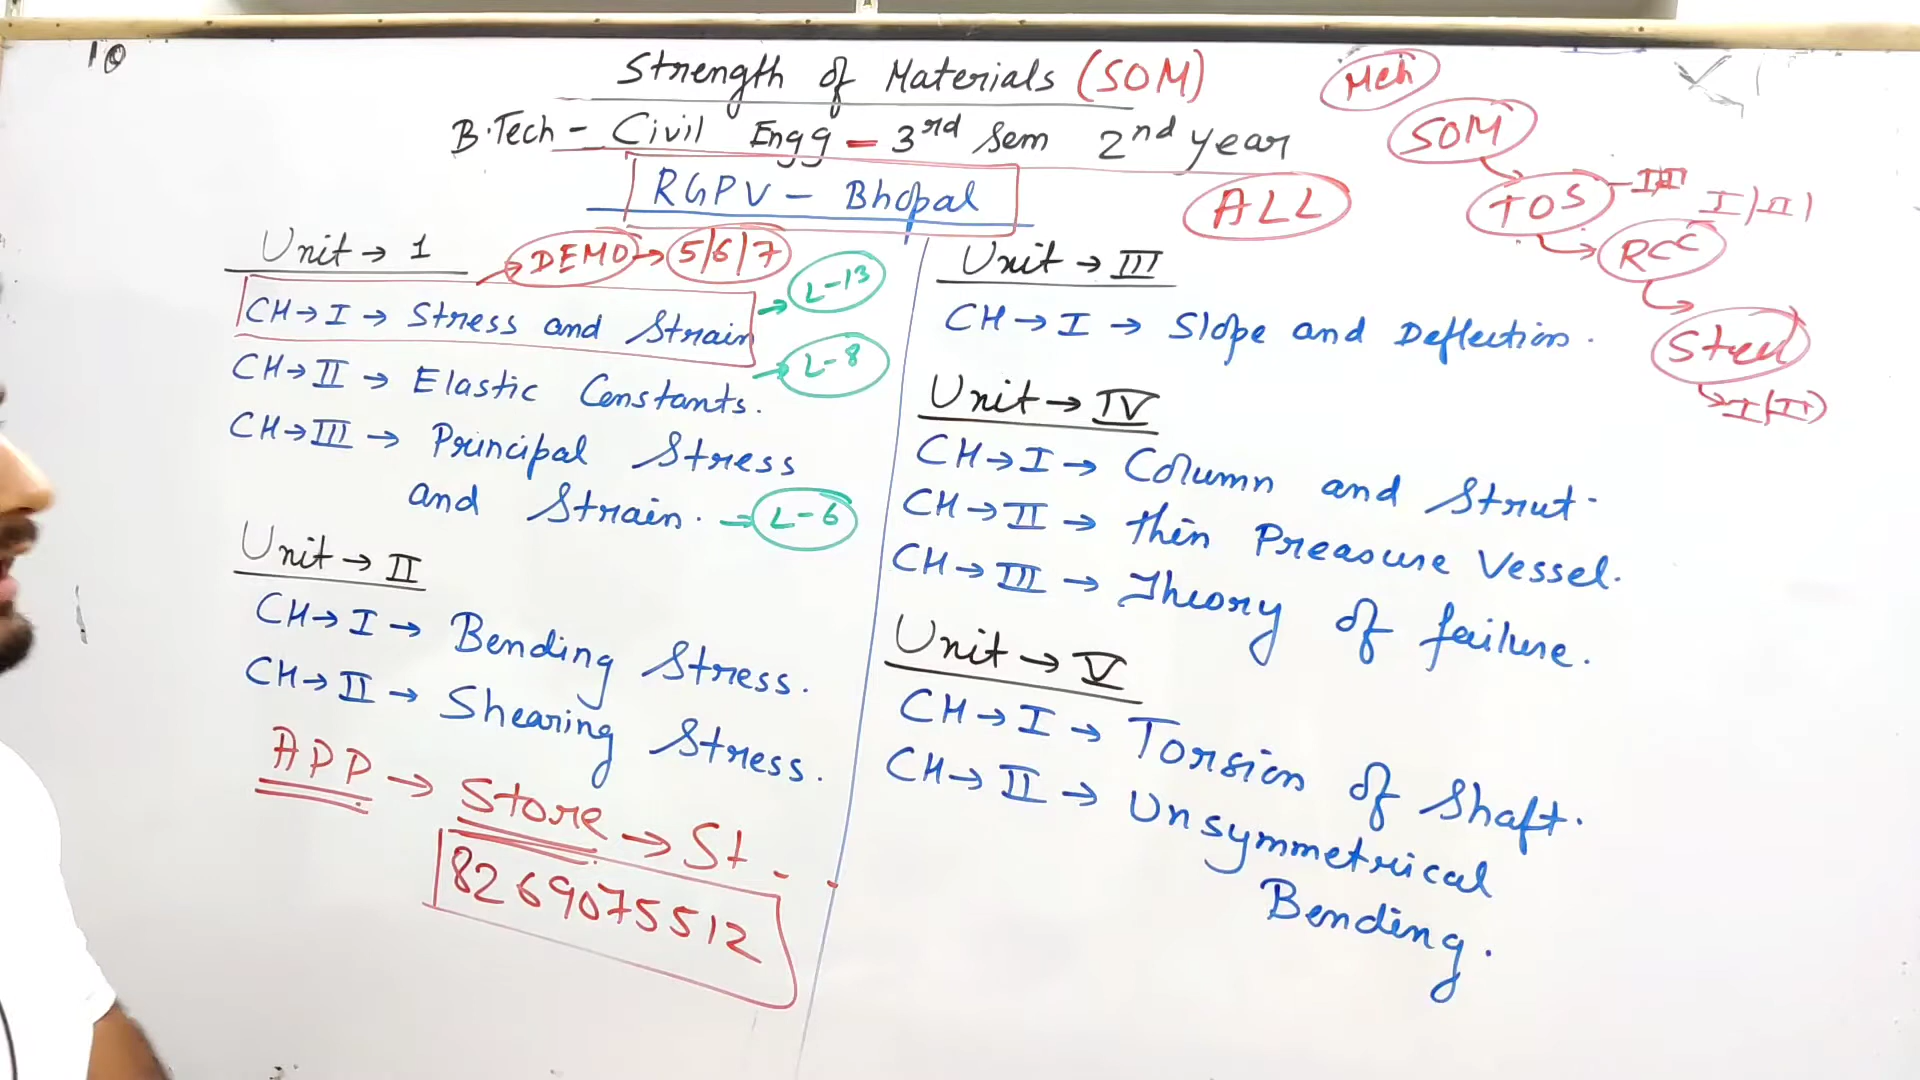 10
Strength of Materials (SOM)
B.Tech - Civil Engg - 3rd Sem 2nd year
RGPV - Bhopal
ALL
Meh
SOM
TOS
I|II|
RCC
Steel
I|II|
Unit → 1
DEMO → 5/6/7
CH → I → Stress and Strain → L-13
CH → II → Elastic Constants. → L-8
CH → III → Principal Stress
and Strain. → L-6
Unit → II
CH → I → Bending Stress.
CH → II → Shearing Stress.
APP → Store → St - -
8269075512
Unit → III
CH → I → Slope and Deflection.
Unit → IV
CH → I → Column and Strut.
CH → II → thin Preasure Vessel.
CH → III → Theory of failure.
Unit → V
CH → I → Torsion of Shaft.
CH → II → Unsymmetrical
Bending.